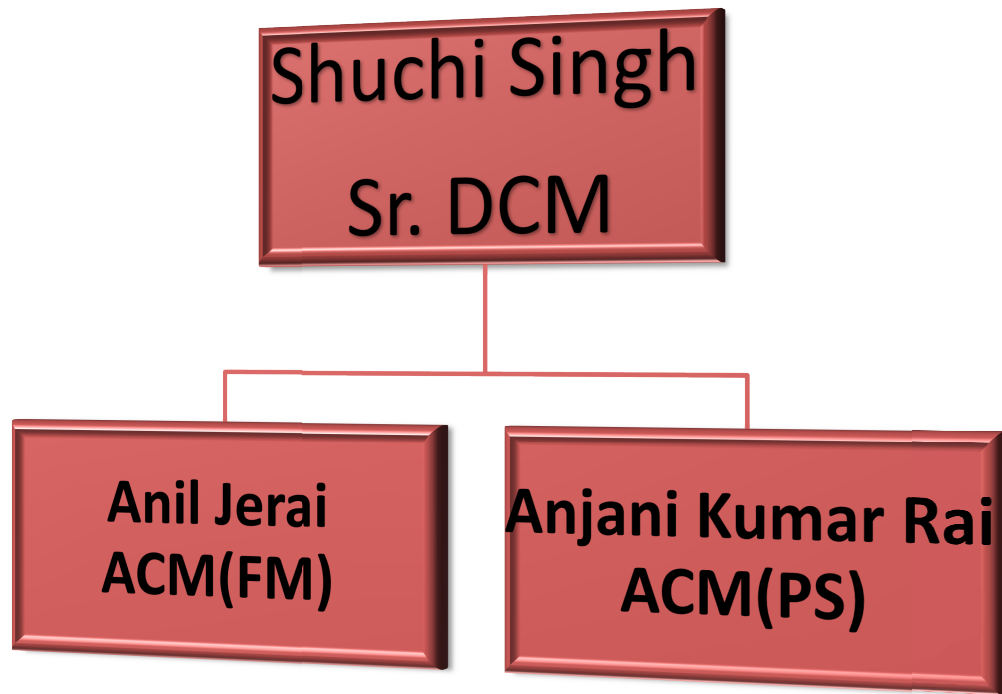 Shuchi Singh
Sr. DCM
Anil Jerai
ACM(FM)
Anjani Kumar Rai
ACM(PS)